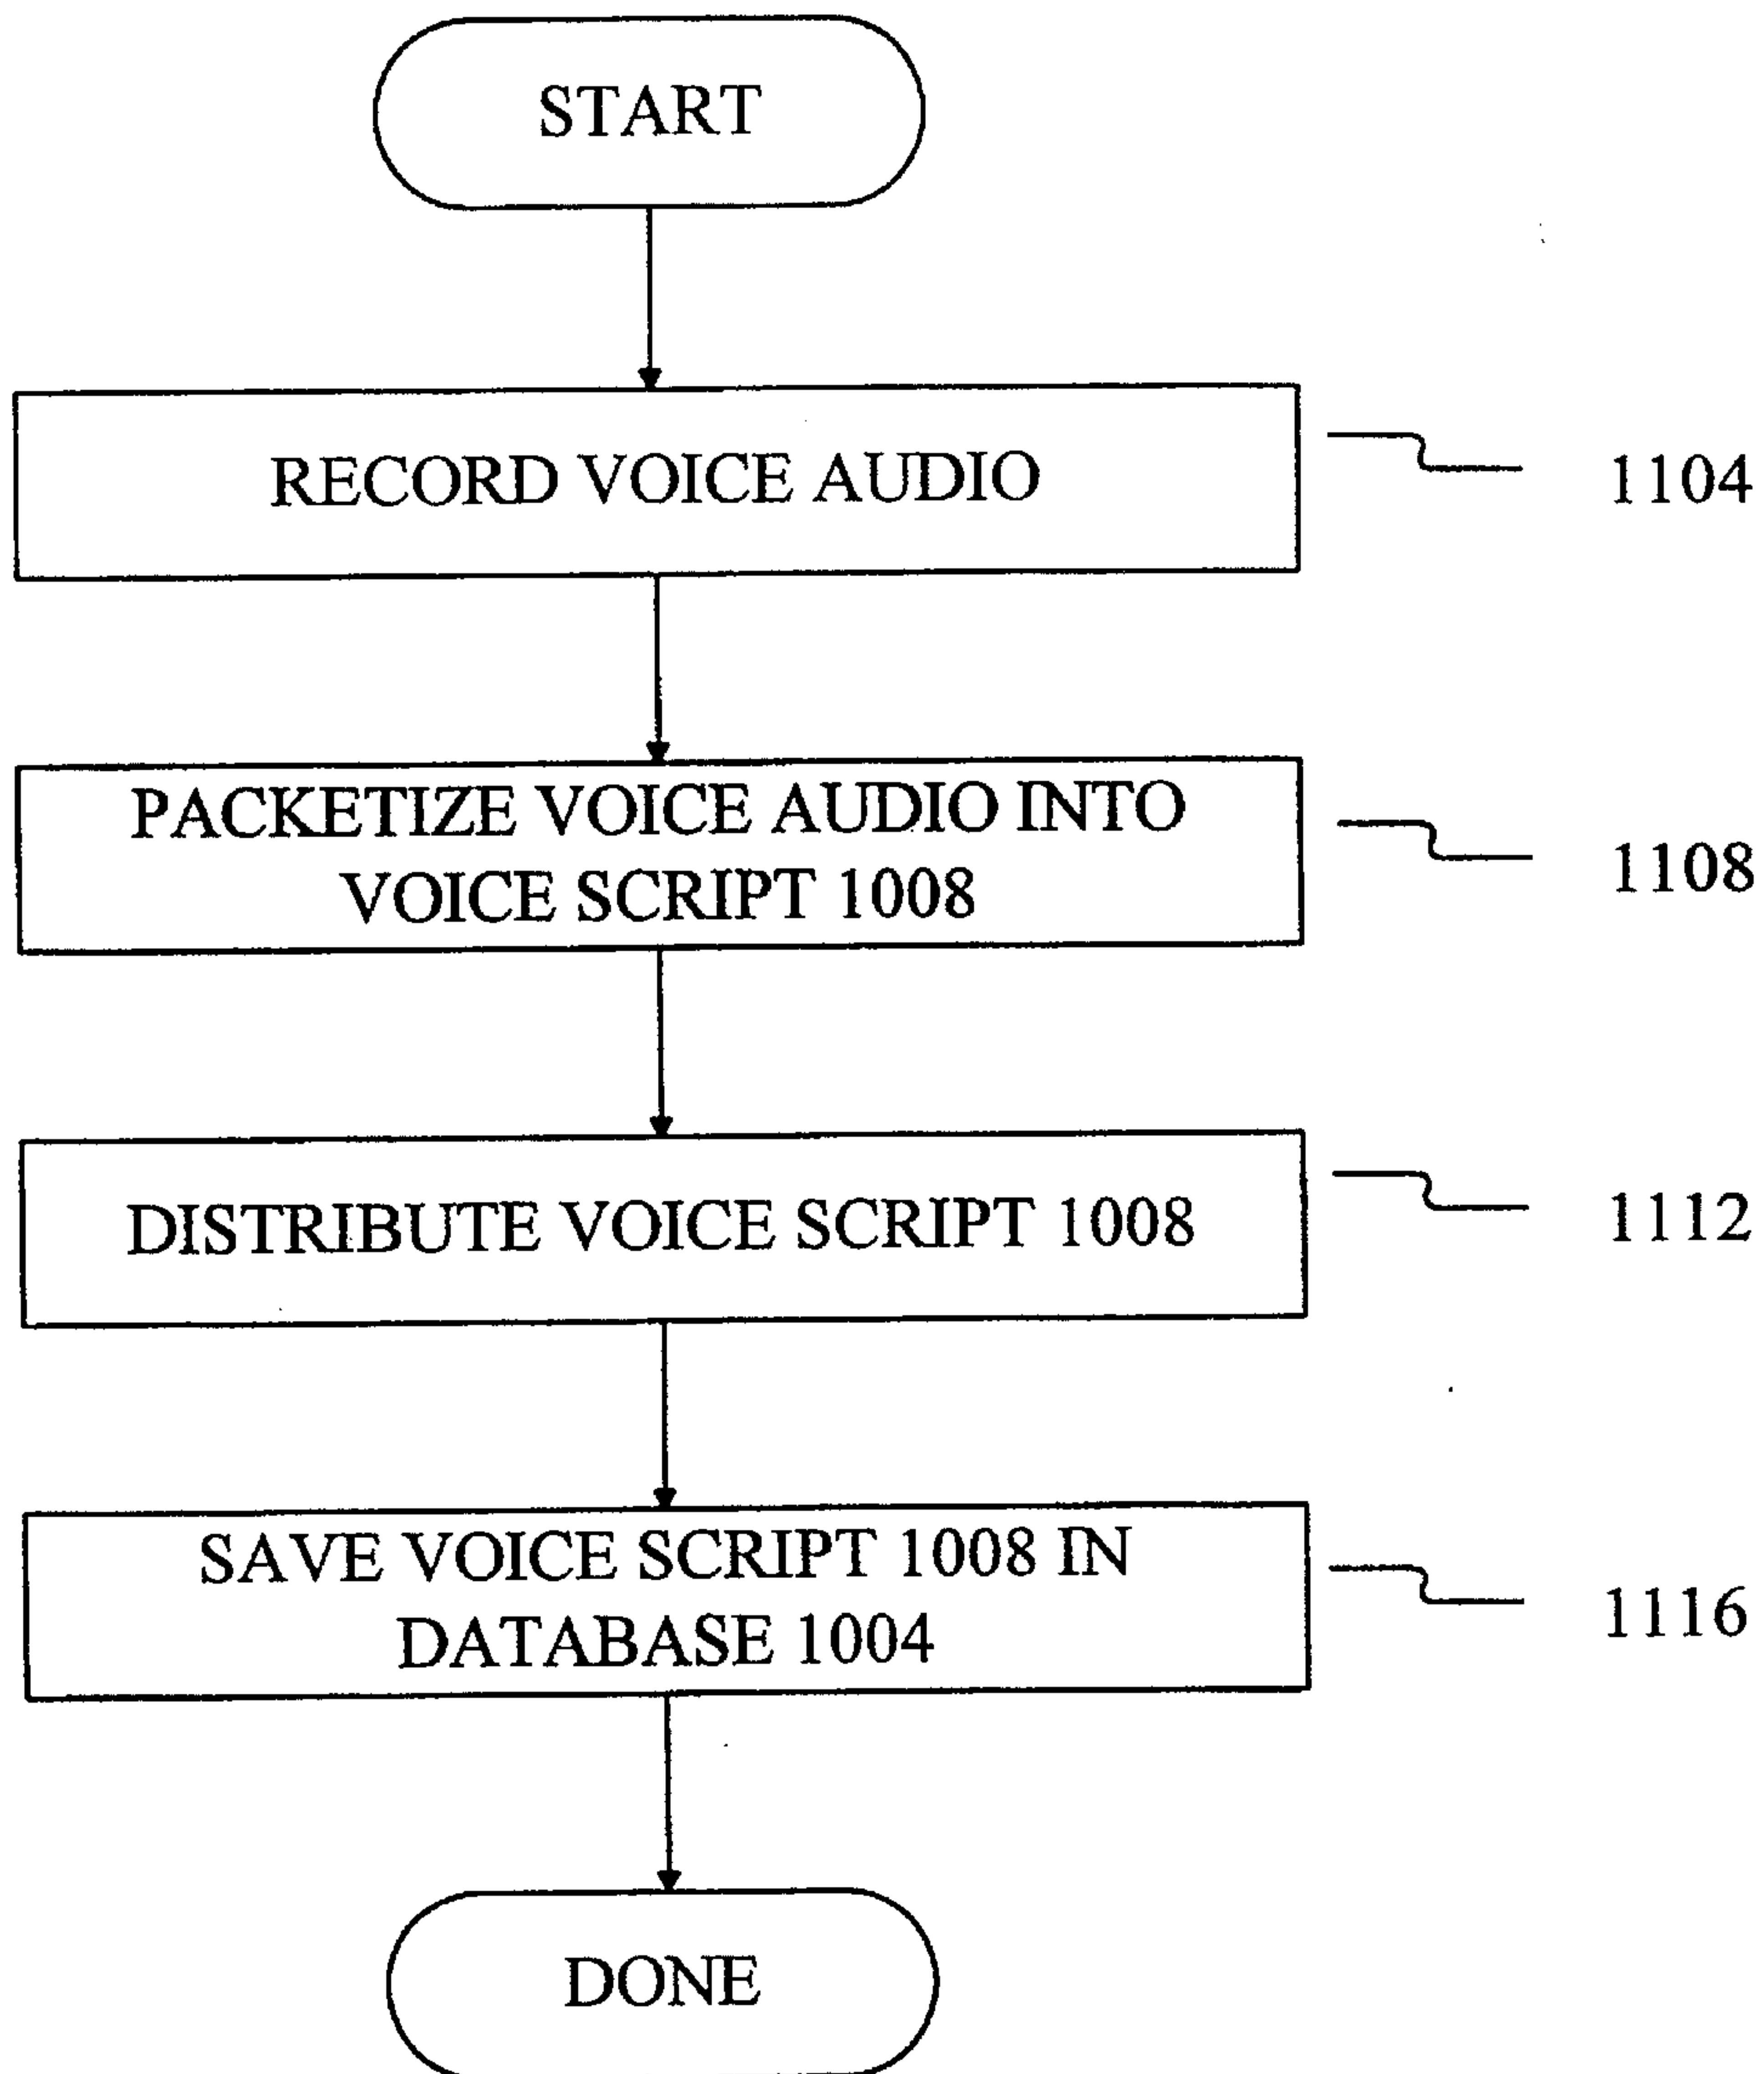 START
RECORD VOICE AUDIO
1104
PACKETIZE VOICE AUDIO INTO
VOICE SCRIPT 1008
1108
DISTRIBUTE VOICE SCRIPT 1008
1112
SAVE VOICE SCRIPT 1008 IN
DATABASE 1004
1116
DONE